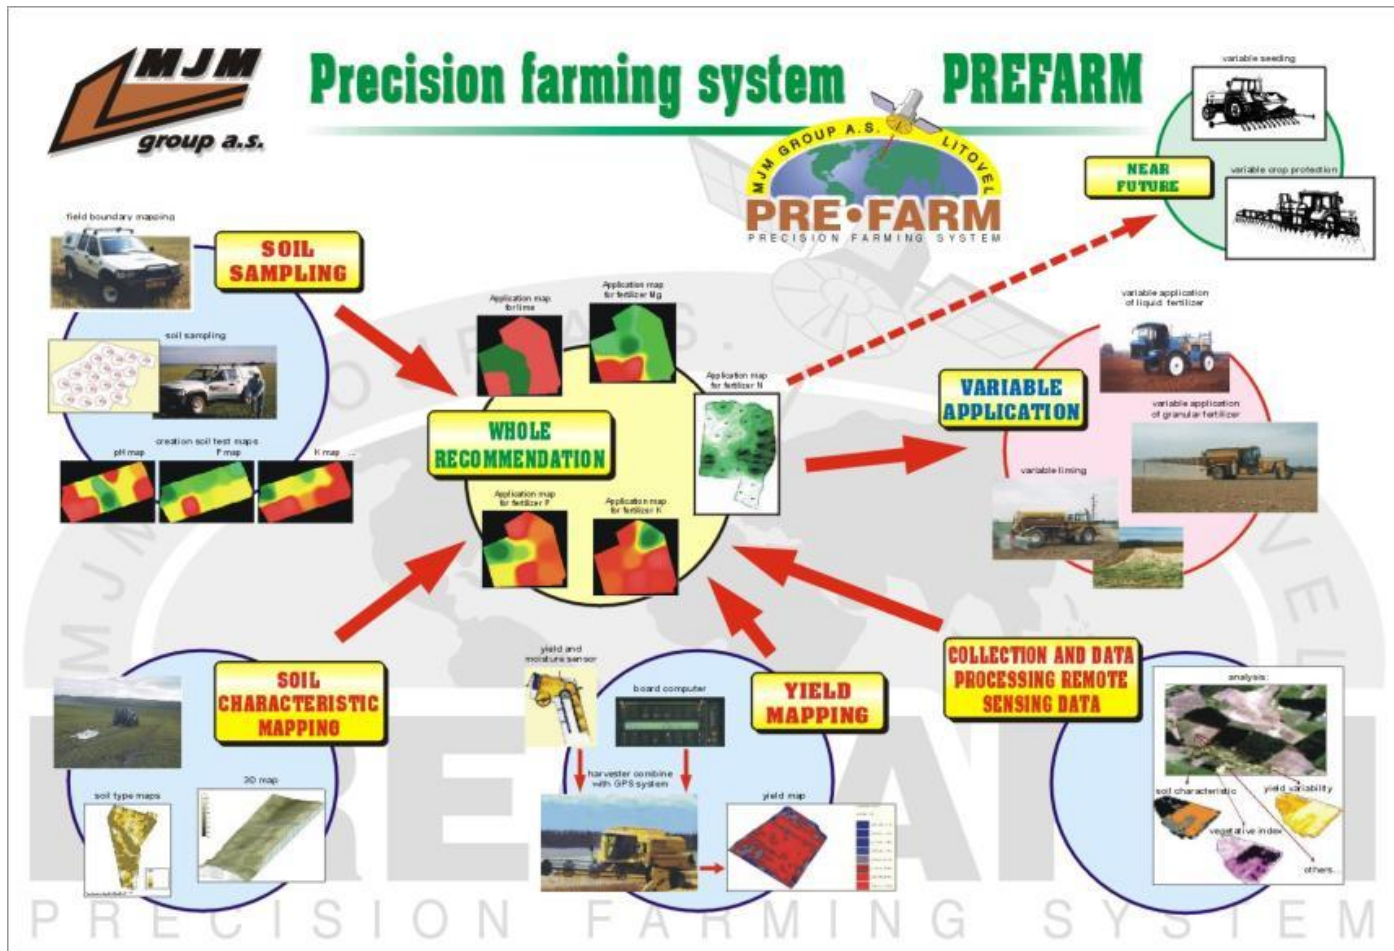 MJM
group a.s.
Precision farming system PREFARM
MJM GROUP A.S. LITOVEL
PRE•FARM
PRECISION FARMING SYSTEM
variable seeding
NEAR
FUTURE
variable crop protection
field boundary mapping
SOIL
SAMPLING
soil sampling
creation soil test maps
pH map
P map
K map ...
Application map
for lime
Application map
for fertilizer Mg
Application map
for fertilizer N
WHOLE
RECOMMENDATION
Application map
for fertilizer P
Application map
for fertilizer K
variable application
of liquid fertilizer
VARIABLE
APPLICATION
variable application
of granular fertilizer
variable liming
SOIL
CHARACTERISTIC
MAPPING
3D map
soil type maps
yield and
moisture sensor
board computer
YIELD
MAPPING
harvester combine
with GPS system
yield map
COLLECTION AND DATA
PROCESSING REMOTE
SENSING DATA
analysis:
soil characteristic
yield variability
vegetative index
others...
PRECISION FARMING SYSTEM